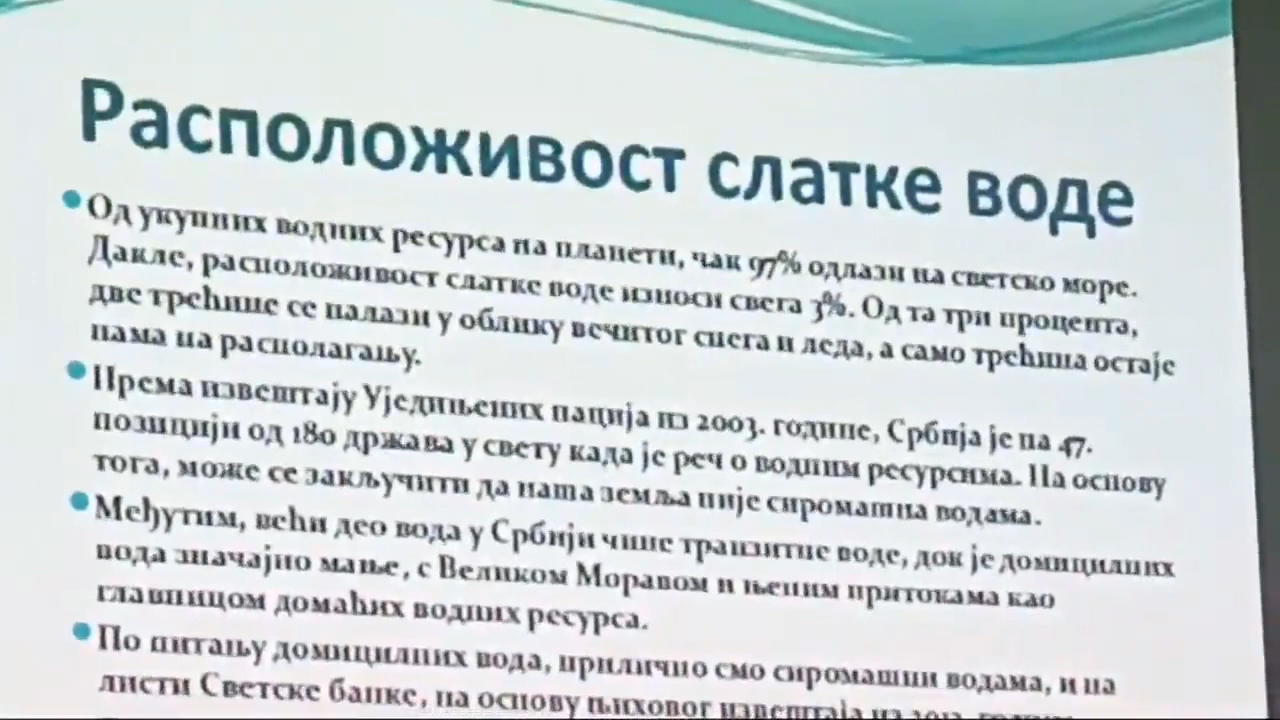 Расположивост слатке воде
Од укупних водних ресурса на планети, чак 97% одлази на светско море.
Дакле, расположивост слатке воде износи свега 3%. Од та три процента,
две трећине се налази у облику вечитог снега и леда, а само трећина остаје
нама на располагању.
Према извештају Уједињених нација из 2003. године, Србија је на 47.
позицији од 180 држава у свету када је реч о водним ресурсима. На основу
тога, може се закључити да наша земља није сиромашна водама.
Међутим, већи део вода у Србији чине транзитне воде, док је домицилних
вода значајно мање, с Великом Моравом и њеним притокама као
главницом домаћих водних ресурса.
По питању домицилних вода, прилично смо сиромашни водама, и на
листи Светске банке, на основу њиховог извештаја из